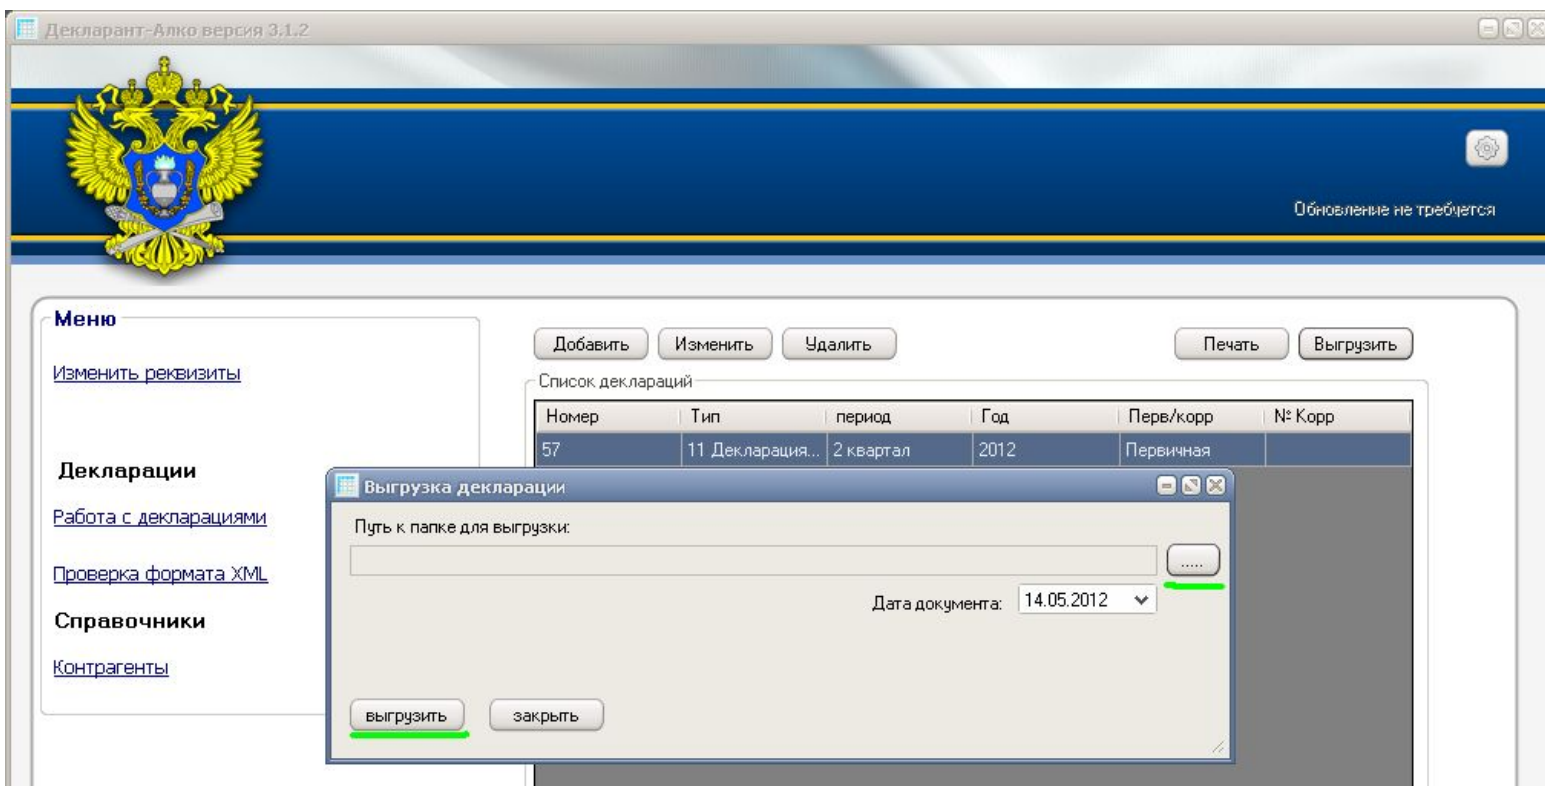 Декларант-Алко версия 3.1.2
Обновление не требуется
Меню
Изменить реквизиты
Декларации
Работа с декларациями
Проверка формата XML
Справочники
Контрагенты
Добавить Изменить Удалить Печать Выгрузить
Список деклараций
Номер Тип период Год Перв/корр № Корр
57 11 Декларация... 2 квартал 2012 Первичная
Выгрузка декларации
Путь к папке для выгрузки:
.....
Дата документа: 14.05.2012
выгрузить закрыть